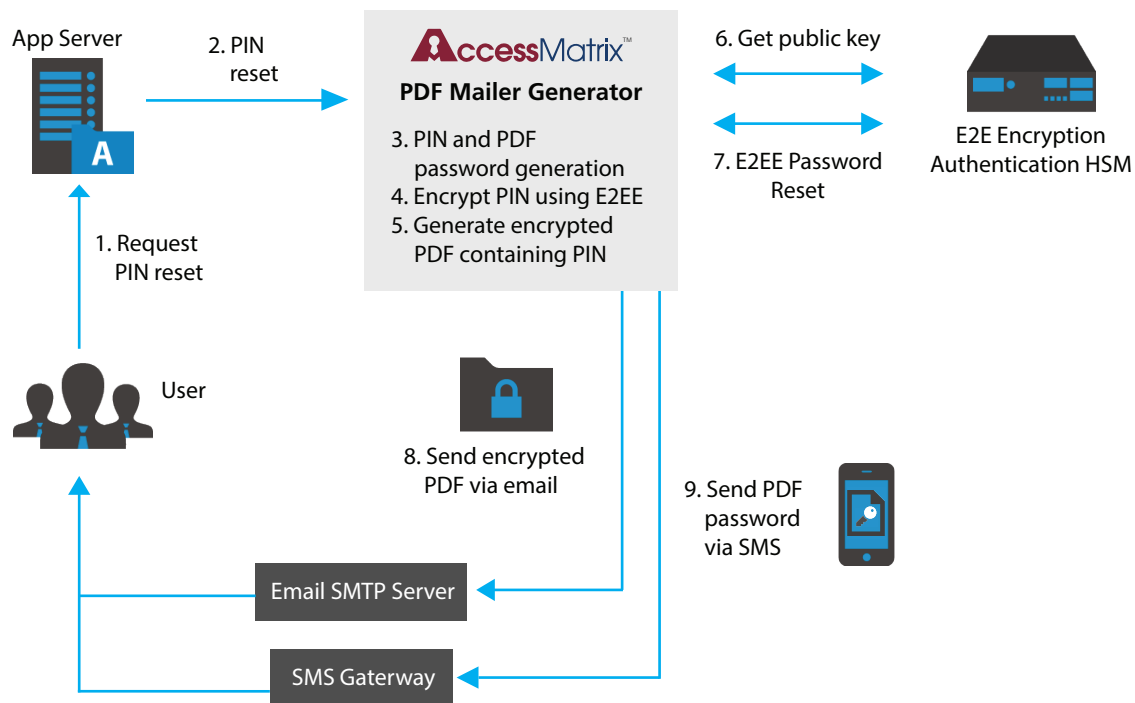 App Server
A
2. PIN
reset
AccessMatrix™
PDF Mailer Generator
3. PIN and PDF
password generation
4. Encrypt PIN using E2EE
5. Generate encrypted
PDF containing PIN
6. Get public key
7. E2EE Password
Reset
E2E Encryption
Authentication HSM
1. Request
PIN reset
User
8. Send encrypted
PDF via email
9. Send PDF
password
via SMS
Email SMTP Server
SMS Gaterway